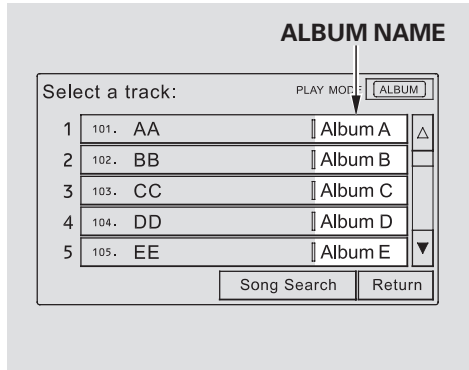 ALBUM NAME
Select a track: PLAY MODE [ALBUM]
1 101. AA Album A △
2 102. BB Album B
3 103. CC Album C
4 104. DD Album D
5 105. EE Album E ▼
Song Search Return